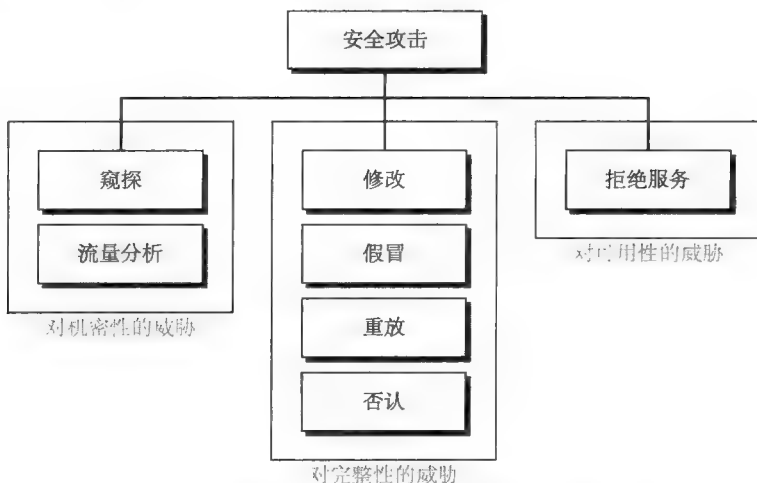 安全攻击
窥探
流量分析
对机密性的威胁
修改
假冒
重放
否认
对完整性的威胁
拒绝服务
对可用性的威胁